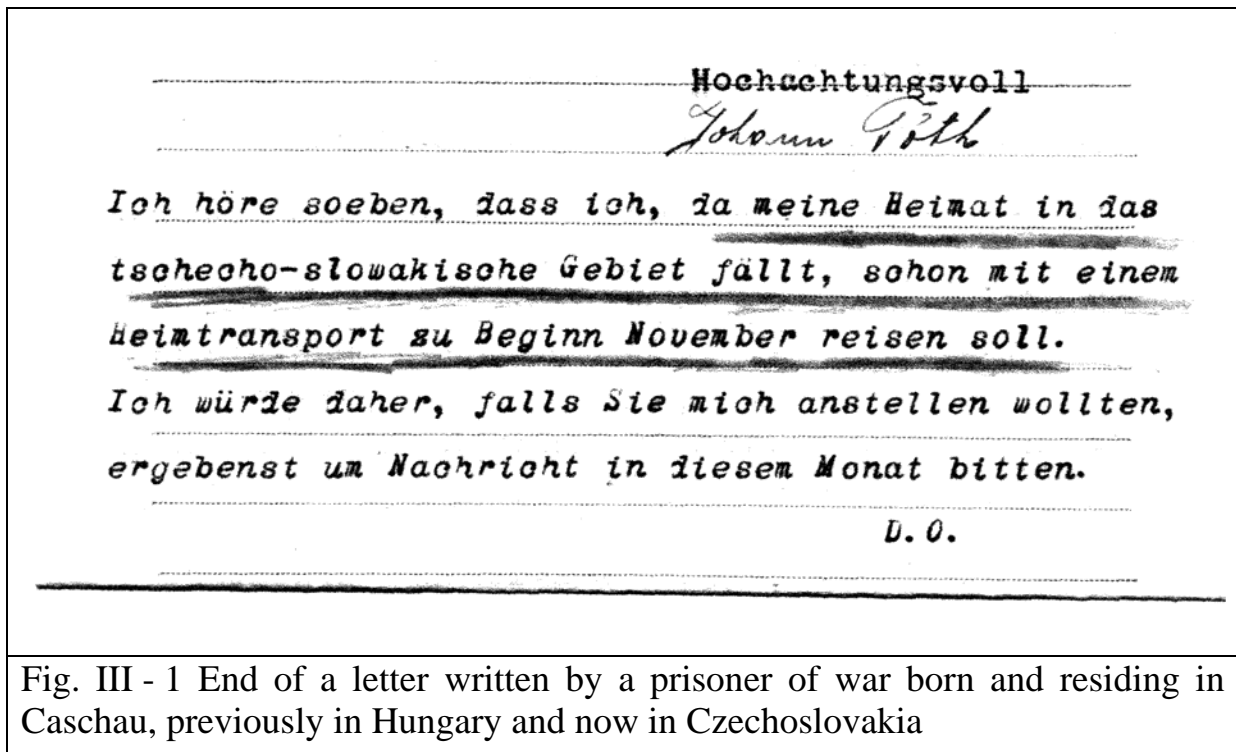 Hochachtungsvoll
Johann Tóth
Ich höre soeben, dass ich, da meine Heimat in das
tschecho-slowakische Gebiet fällt, schon mit einem
Heimtransport zu Beginn November reisen soll.
Ich würde daher, falls Sie mich anstellen wollten,
ergebenst um Nachricht in diesem Monat bitten.
D.O.
Fig. III - 1 End of a letter written by a prisoner of war born and residing in
Caschau, previously in Hungary and now in Czechoslovakia